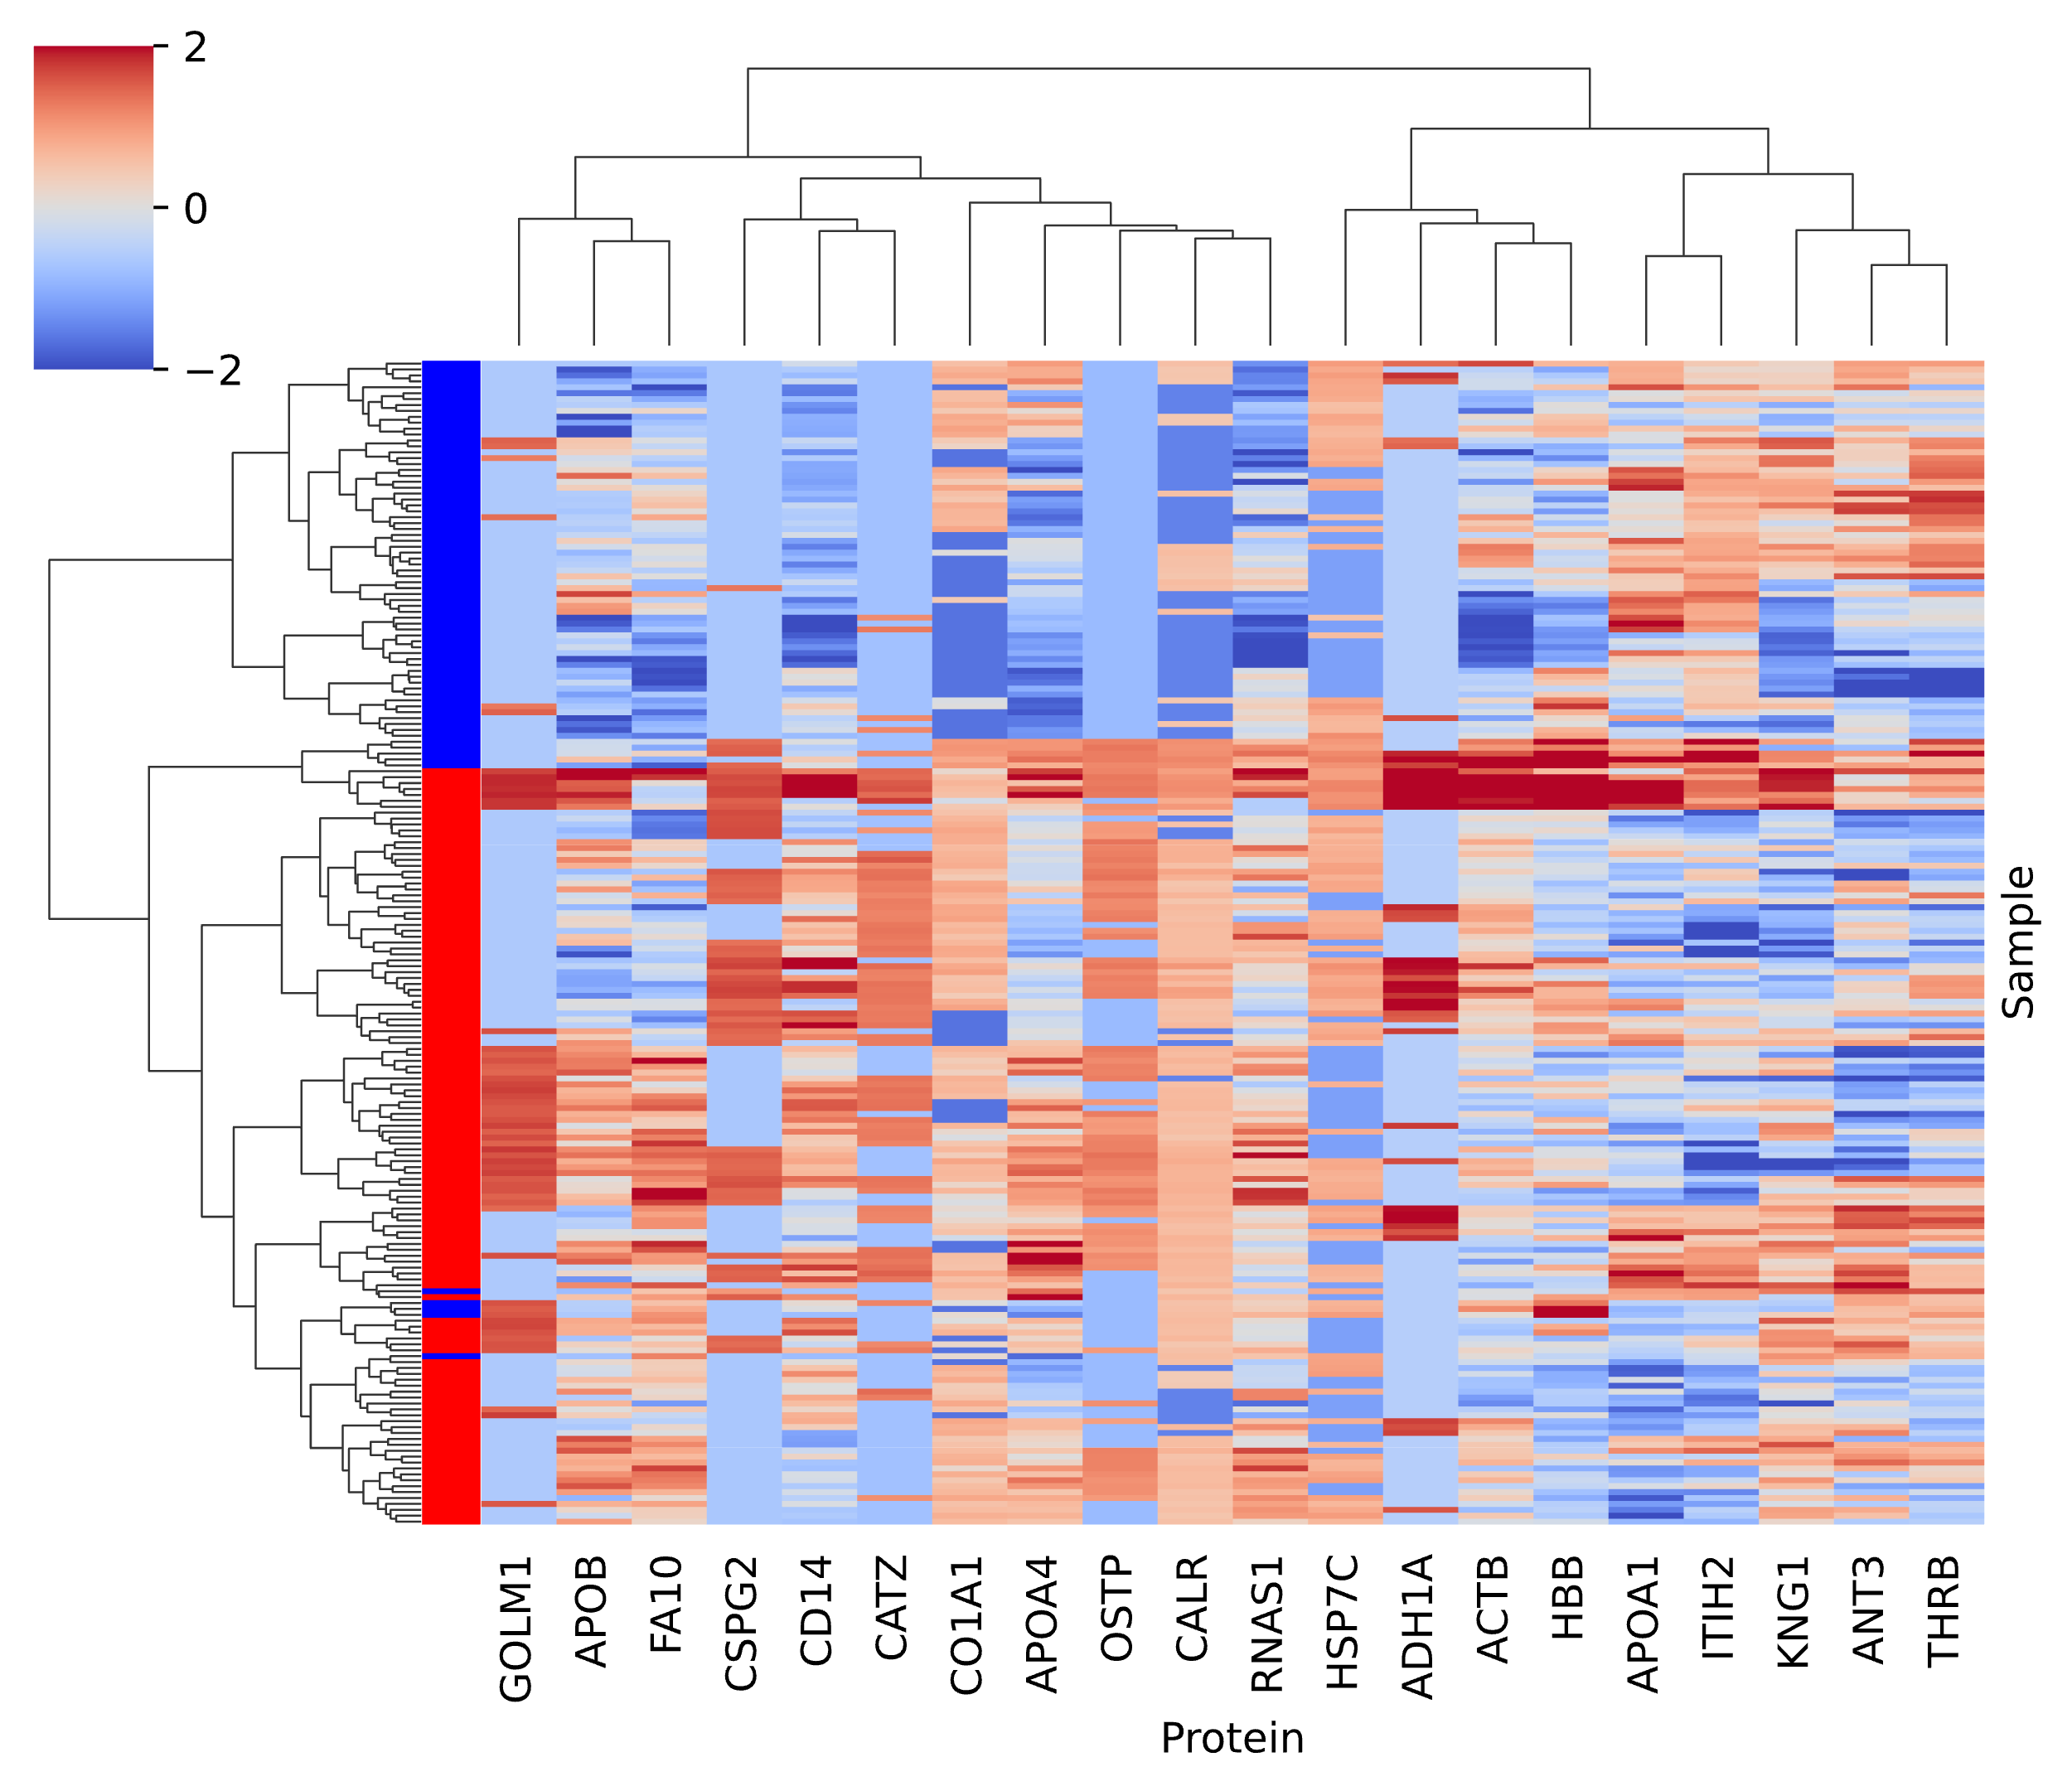 2
0
−2
Sample
GOLM1
APOB
FA10
CSPG2
CD14
CATZ
CO1A1
APOA4
OSTP
CALR
RNAS1
HSP7C
ADH1A
ACTB
HBB
APOA1
ITIH2
KNG1
ANT3
THRB
Protein